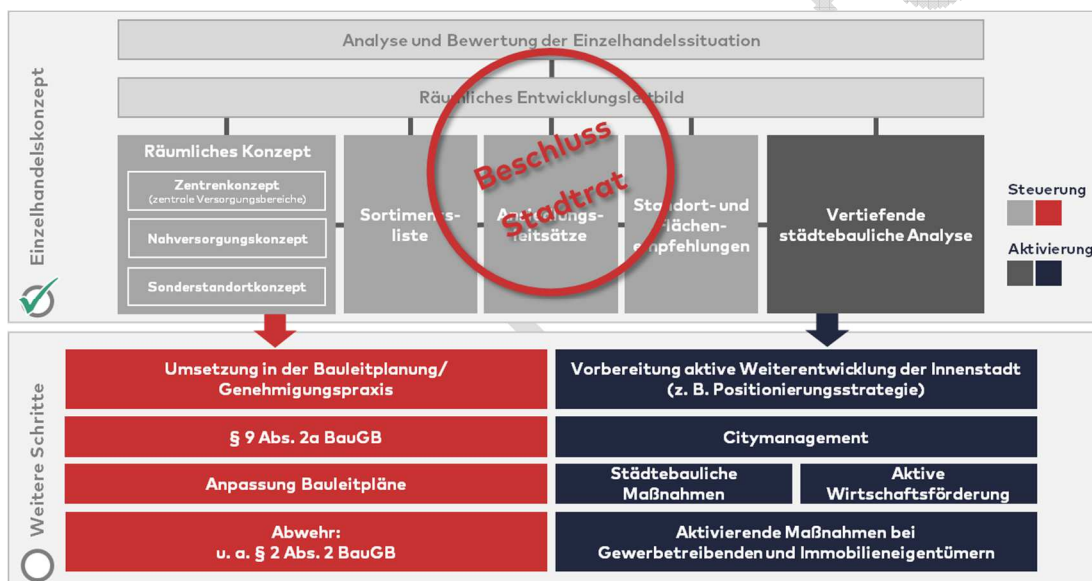 Analyse und Bewertung der Einzelhandelssituation
Räumliches Entwicklungsleitbild
Einzelhandelskonzept
Räumliches Konzept
Zentrenkonzept
(zentrale Versorgungsbereiche)
Nahversorgungskonzept
Sonderstandortkonzept
Sortiments-
liste
Ansiedlungs-
leitsätze
Standort- und
Flächen-
empfehlungen
Vertiefende
städtebauliche Analyse
Beschluss
Stadtrat
Steuerung
Aktivierung
Weitere Schritte
Umsetzung in der Bauleitplanung/
Genehmigungspraxis
§ 9 Abs. 2a BauGB
Anpassung Bauleitpläne
Abwehr:
u. a. § 2 Abs. 2 BauGB
Vorbereitung aktive Weiterentwicklung der Innenstadt
(z. B. Positionierungsstrategie)
Citymanagement
Städtebauliche
Maßnahmen
Aktive
Wirtschaftsförderung
Aktivierende Maßnahmen bei
Gewerbetreibenden und Immobilieneigentümern